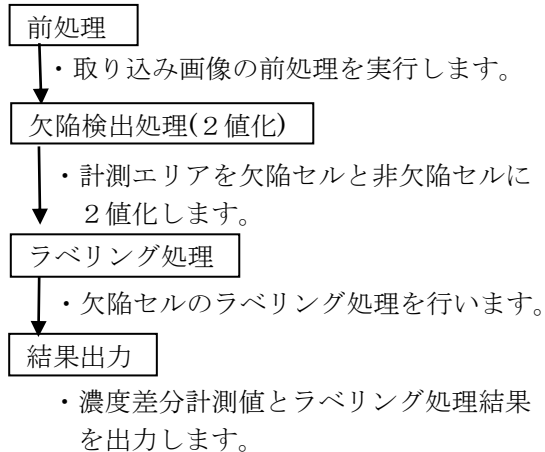 前処理
・取り込み画像の前処理を実行します。
欠陥検出処理(２値化)
・計測エリアを欠陥セルと非欠陥セルに
２値化します。
ラベリング処理
・欠陥セルのラベリング処理を行います。
結果出力
・濃度差分計測値とラベリング処理結果
を出力します。